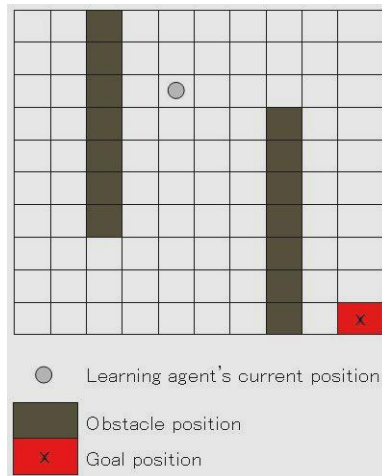 x
Learning agent's current position
Obstacle position
x Goal position